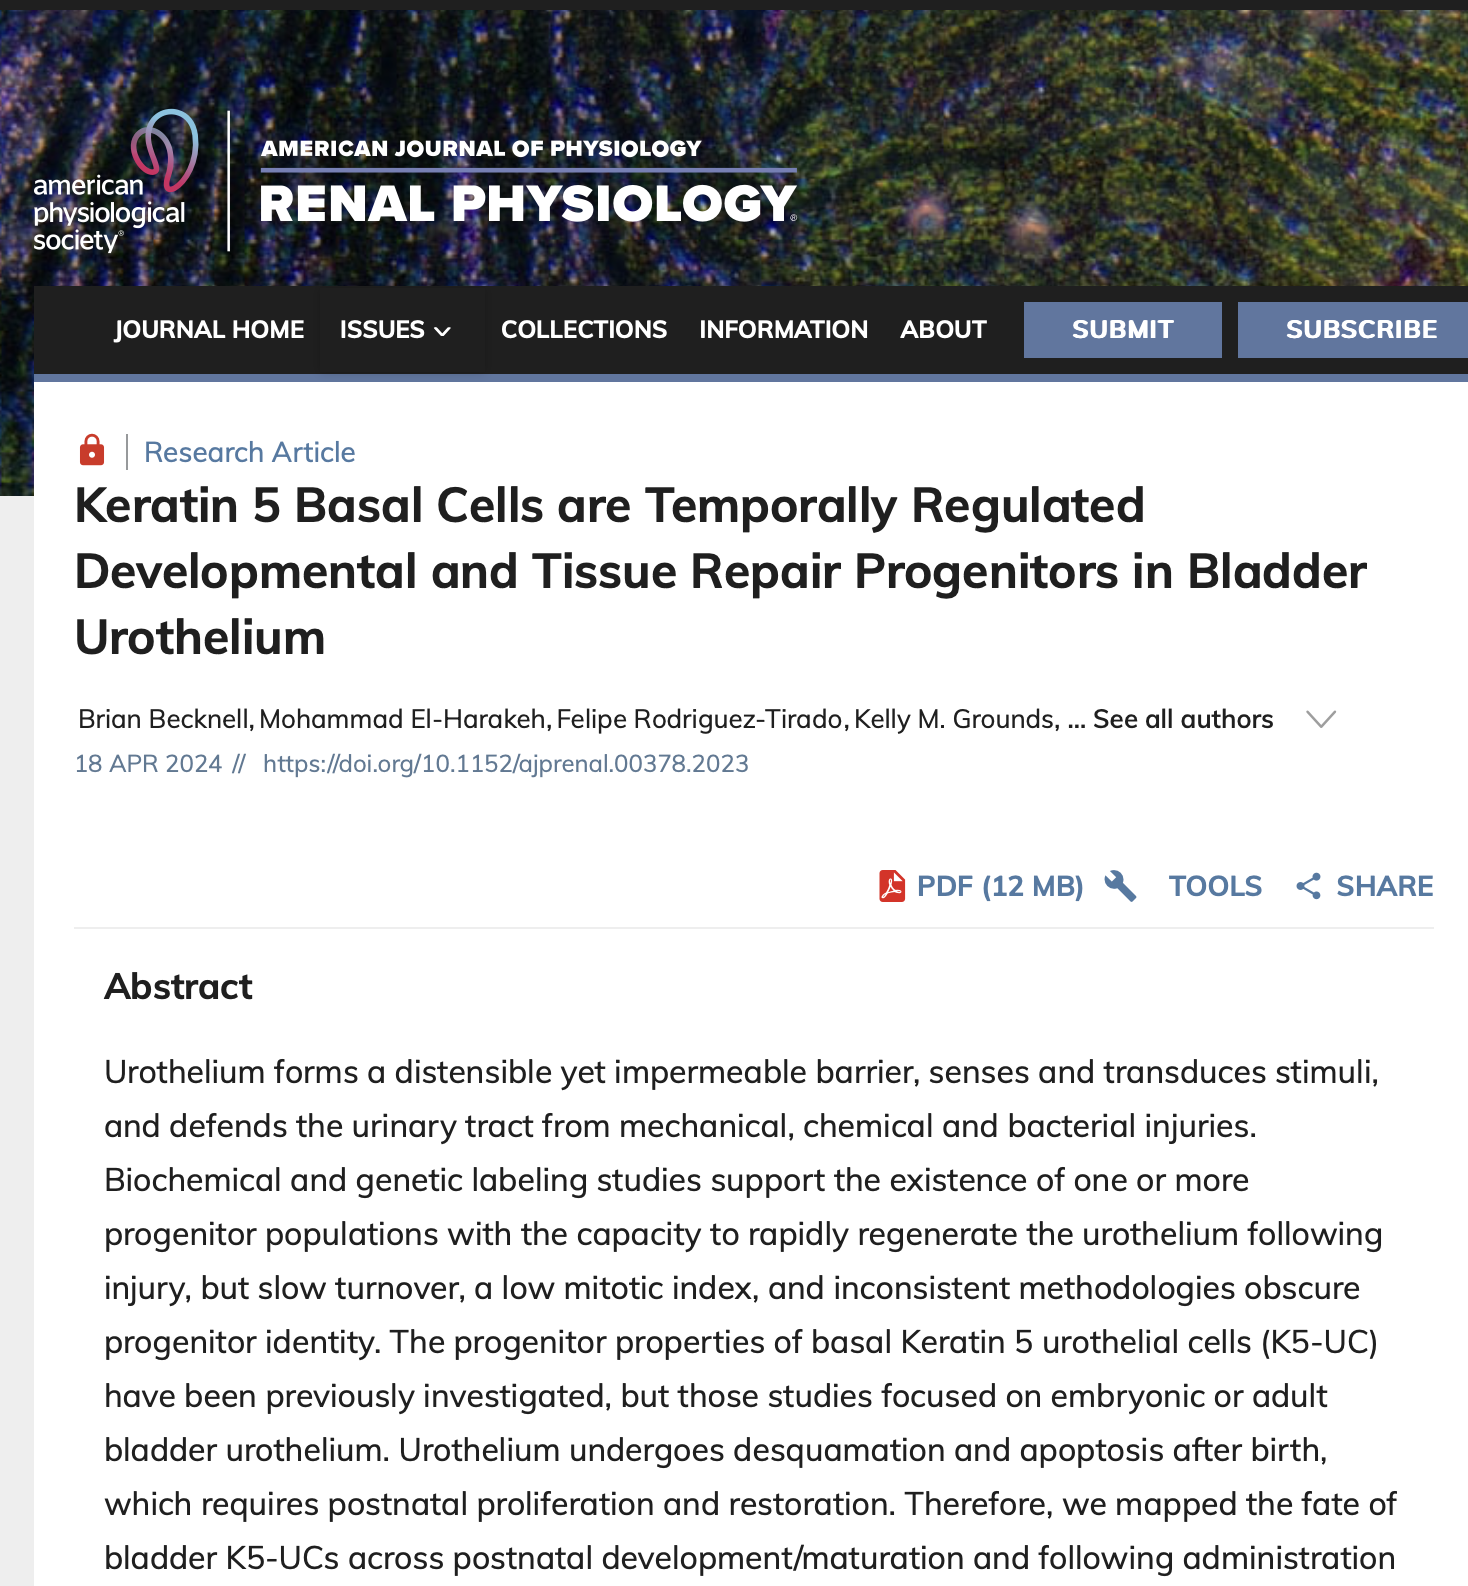 american
physiological
society®
AMERICAN JOURNAL OF PHYSIOLOGY
RENAL PHYSIOLOGY®
JOURNAL HOME ISSUES COLLECTIONS INFORMATION ABOUT SUBMIT SUBSCRIBE
Research Article
Keratin 5 Basal Cells are Temporally Regulated
Developmental and Tissue Repair Progenitors in Bladder
Urothelium
Brian Becknell, Mohammad El-Harakeh, Felipe Rodriguez-Tirado, Kelly M. Grounds, ... See all authors
18 APR 2024 // https://doi.org/10.1152/ajprenal.00378.2023
PDF (12 MB) TOOLS SHARE
Abstract
Urothelium forms a distensible yet impermeable barrier, senses and transduces stimuli,
and defends the urinary tract from mechanical, chemical and bacterial injuries.
Biochemical and genetic labeling studies support the existence of one or more
progenitor populations with the capacity to rapidly regenerate the urothelium following
injury, but slow turnover, a low mitotic index, and inconsistent methodologies obscure
progenitor identity. The progenitor properties of basal Keratin 5 urothelial cells (K5-UC)
have been previously investigated, but those studies focused on embryonic or adult
bladder urothelium. Urothelium undergoes desquamation and apoptosis after birth,
which requires postnatal proliferation and restoration. Therefore, we mapped the fate of
bladder K5-UCs across postnatal development/maturation and following administration